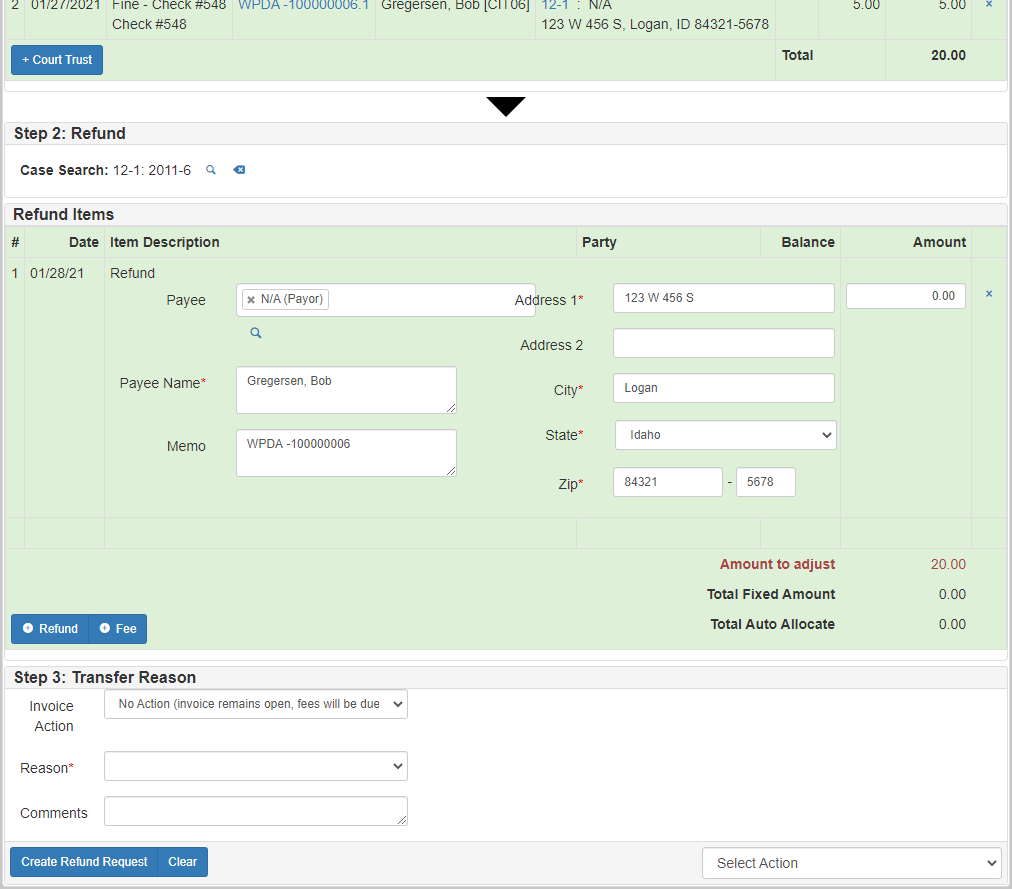 2 01/27/2021 Fine - Check #548 WPDA -100000006.1 Gregersen, Bob [CIT06] 12-1 : N/A 5.00 5.00 ×
Check #548 123 W 456 S, Logan, ID 84321-5678
+ Court Trust Total 20.00
Step 2: Refund
Case Search: 12-1: 2011-6
Refund Items
# Date Item Description Party Balance Amount
1 01/28/21 Refund
Payee × N/A (Payor) Address 1* 123 W 456 S 0.00 ×
Address 2
Payee Name* Gregersen, Bob City* Logan
Memo WPDA -100000006 State* Idaho
Zip* 84321 - 5678
Amount to adjust 20.00
Total Fixed Amount 0.00
Refund Fee Total Auto Allocate 0.00
Step 3: Transfer Reason
Invoice Action No Action (invoice remains open, fees will be due
Reason*
Comments
Create Refund Request Clear Select Action